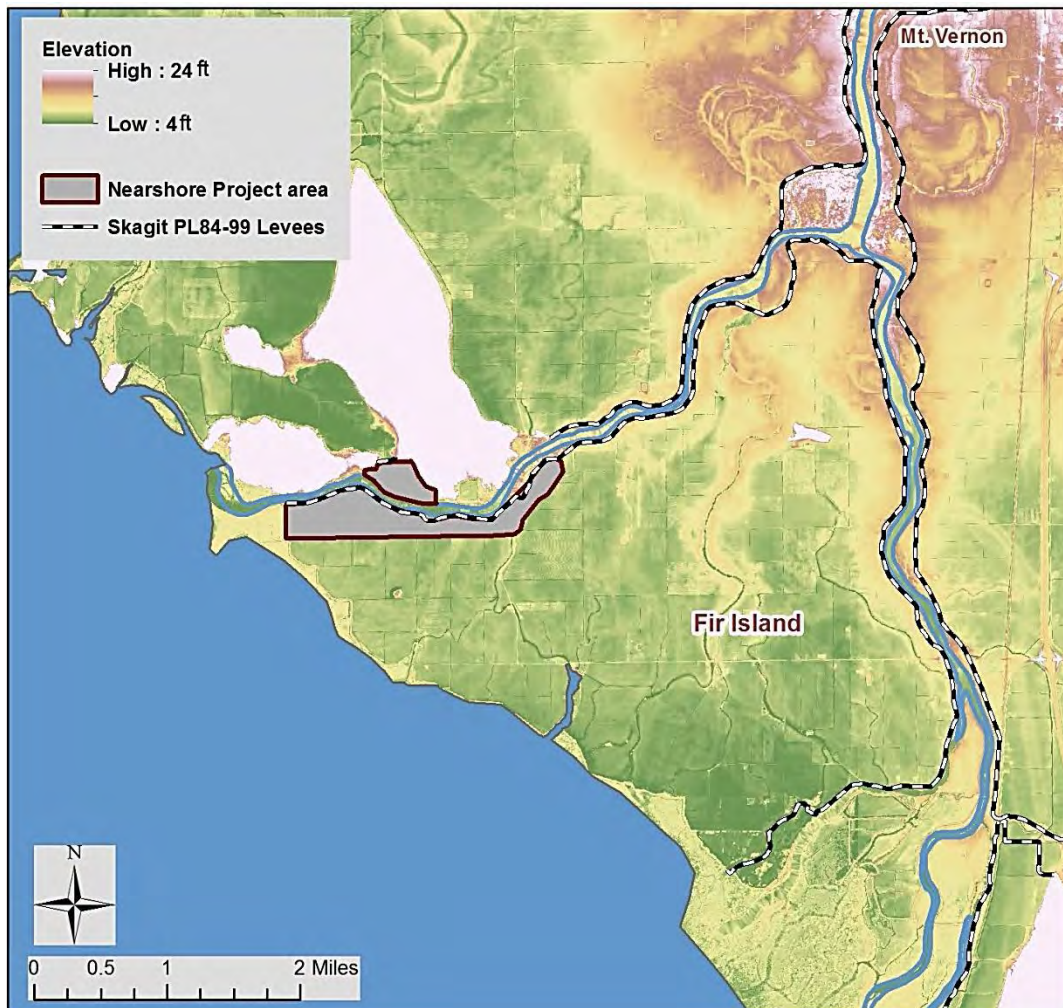 Elevation
High : 24 ft
Low : 4 ft
Nearshore Project area
Skagit PL84-99 Levees
Mt. Vernon
Fir Island
N
0 0.5 1 2 Miles